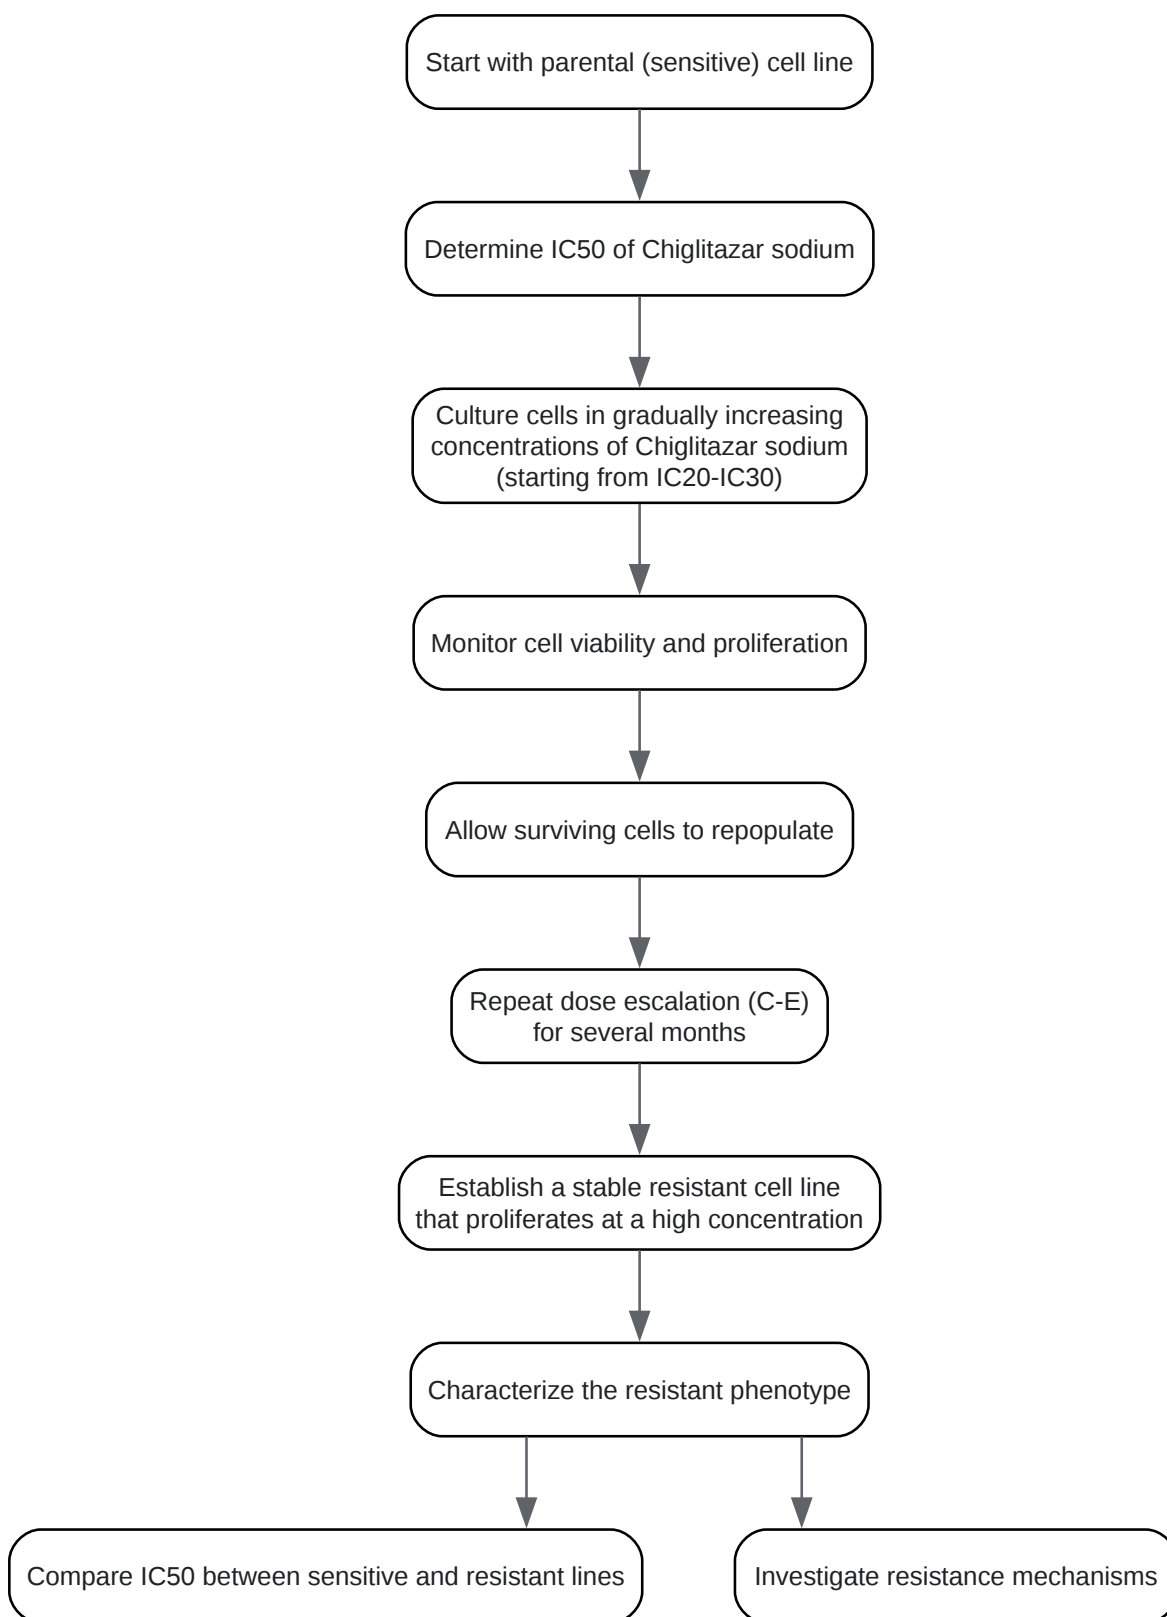 Start with parental (sensitive) cell line
Determine IC50 of Chiglitazar sodium
Culture cells in gradually increasing
concentrations of Chiglitazar sodium
(starting from IC20-IC30)
Monitor cell viability and proliferation
Allow surviving cells to repopulate
Repeat dose escalation (C-E)
for several months
Establish a stable resistant cell line
that proliferates at a high concentration
Characterize the resistant phenotype
Compare IC50 between sensitive and resistant lines
Investigate resistance mechanisms